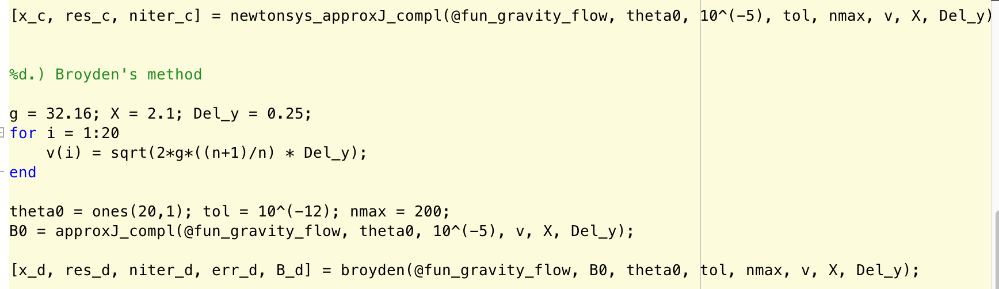 [x_c, res_c, niter_c] = newtonsys_approxJ_compl(@fun_gravity_flow, theta0, 10^(-5), tol, nmax, v, X, Del_y)
%d.) Broyden's method
g = 32.16; X = 2.1; Del_y = 0.25;
for i = 1:20
    v(i) = sqrt(2*g*((n+1)/n) * Del_y);
end
theta0 = ones(20,1); tol = 10^(-12); nmax = 200;
B0 = approxJ_compl(@fun_gravity_flow, theta0, 10^(-5), v, X, Del_y);
[x_d, res_d, niter_d, err_d, B_d] = broyden(@fun_gravity_flow, B0, theta0, tol, nmax, v, X, Del_y);